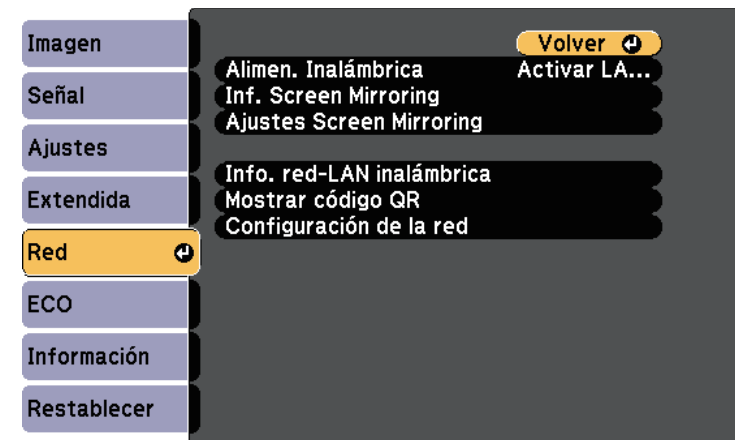 Imagen
Señal
Ajustes
Extendida
Red
ECO
Información
Restablecer
Volver
Alimen. Inalámbrica Activar LA...
Inf. Screen Mirroring
Ajustes Screen Mirroring
Info. red-LAN inalámbrica
Mostrar código QR
Configuración de la red